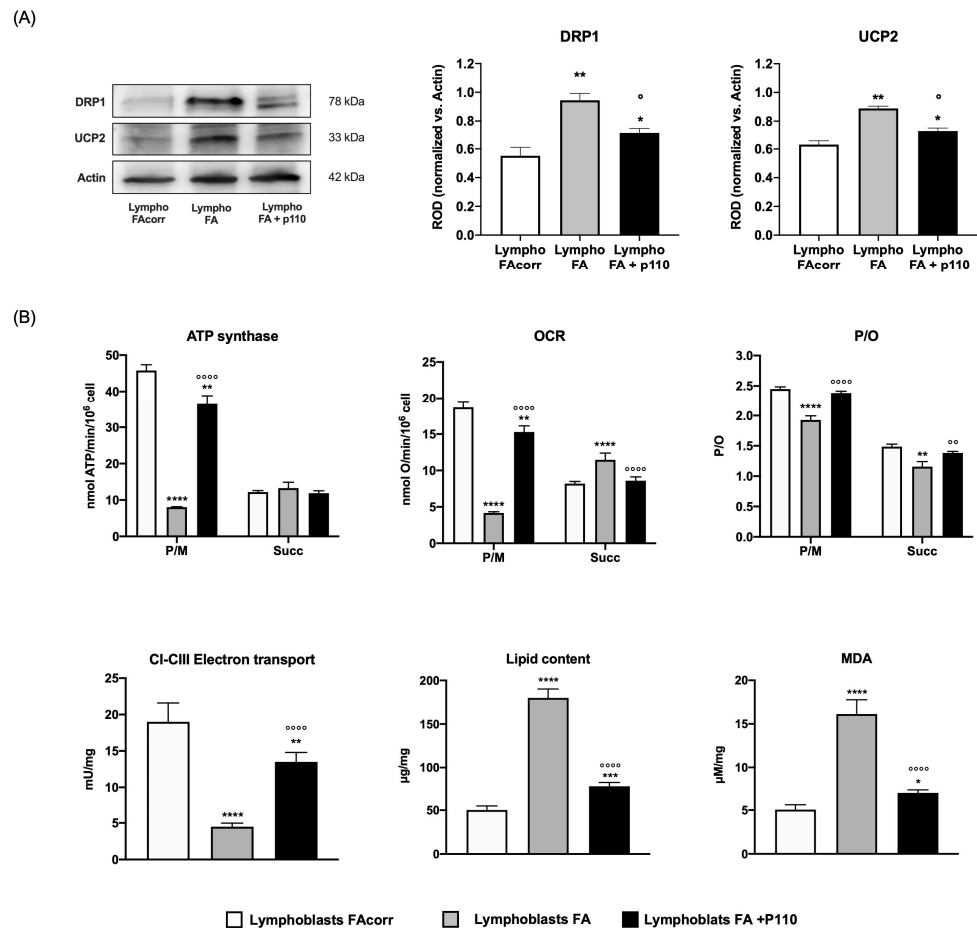 (A)
DRP1
78 kDa
UCP2
33 kDa
Actin
42 kDa
Lympho
FAcorr
Lympho
FA
Lympho
FA + p110
DRP1
ROD (normalized vs. Actin)
1.2
1.0
0.8
0.6
0.4
0.2
0.0
**
°
*
Lympho
FAcorr
Lympho
FA
Lympho
FA + p110
UCP2
ROD (normalized vs. Actin)
1.2
1.0
0.8
0.6
0.4
0.2
0.0
**
°
*
Lympho
FAcorr
Lympho
FA
Lympho
FA + p110
(B)
ATP synthase
nmol ATP/min/10⁶ cell
50
40
30
20
10
0
****
°°°°
**
P/M
Succ
OCR
nmol O/min/10⁶ cell
25
20
15
10
5
0
****
°°°°
**
****
°°°°
P/M
Succ
P/O
P/O
3.0
2.5
2.0
1.5
1.0
0.5
0.0
****
°°°°
**
°°
P/M
Succ
CI-CIII Electron transport
mU/mg
25
20
15
10
5
0
****
°°°°
**
Lipid content
µg/mg
200
150
100
50
0
****
°°°°
***
MDA
µM/mg
20
15
10
5
0
****
°°°°
*
Lymphoblasts FAcorr
Lymphoblasts FA
Lymphoblats FA +P110